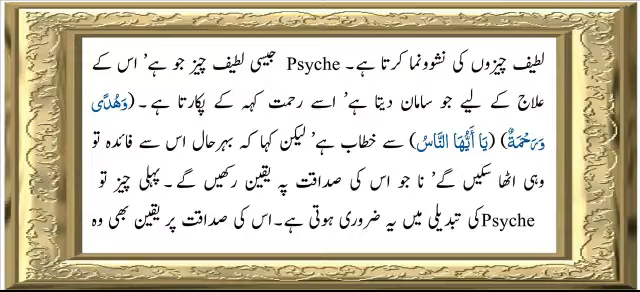 لطیف چیزوں کی نشوونما کرتا ہے۔ Psyche جیسی لطیف چیز جو ہے’ اس کے
علاج کے لیے جو سامان دیتا ہے’ اسے رحمت کہہ کے پکارتا ہے۔ (وَهُدًى
وَرَحْمَةٌ) (يَا أَيُّهَا النَّاسُ) سے خطاب ہے’ لیکن کہا کہ بہرحال اس سے فائدہ تو
وہی اٹھا سکیں گے’ نا جو اس کی صداقت پہ یقین رکھیں گے۔ پہلی چیز تو
Psycheکی تبدیلی میں یہ ضروری ہوتی ہے۔اس کی صداقت پر یقین بھی وہ